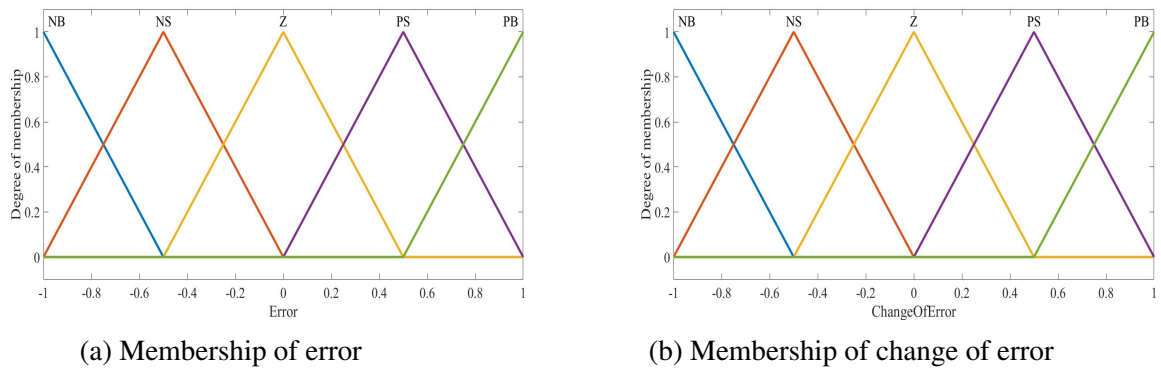 NB NS Z PS PB
1
0.8
0.6
0.4
0.2
0
Degree of membership
-1 -0.8 -0.6 -0.4 -0.2 0 0.2 0.4 0.6 0.8 1
Error
(a) Membership of error
NB NS Z PS PB
1
0.8
0.6
0.4
0.2
0
Degree of membership
-1 -0.8 -0.6 -0.4 -0.2 0 0.2 0.4 0.6 0.8 1
ChangeOfError
(b) Membership of change of error